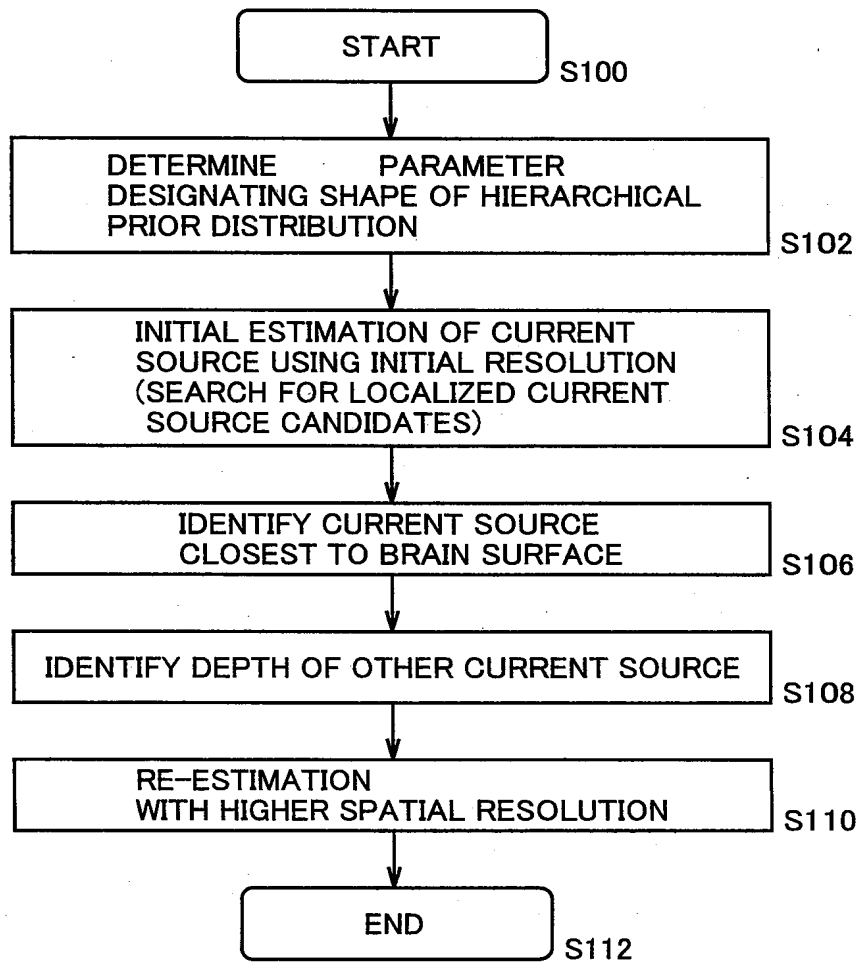 START
S100
DETERMINE PARAMETER
DESIGNATING SHAPE OF HIERARCHICAL
PRIOR DISTRIBUTION
S102
INITIAL ESTIMATION OF CURRENT
SOURCE USING INITIAL RESOLUTION
(SEARCH FOR LOCALIZED CURRENT
SOURCE CANDIDATES)
S104
IDENTIFY CURRENT SOURCE
CLOSEST TO BRAIN SURFACE
S106
IDENTIFY DEPTH OF OTHER CURRENT SOURCE
S108
RE-ESTIMATION
WITH HIGHER SPATIAL RESOLUTION
S110
END
S112